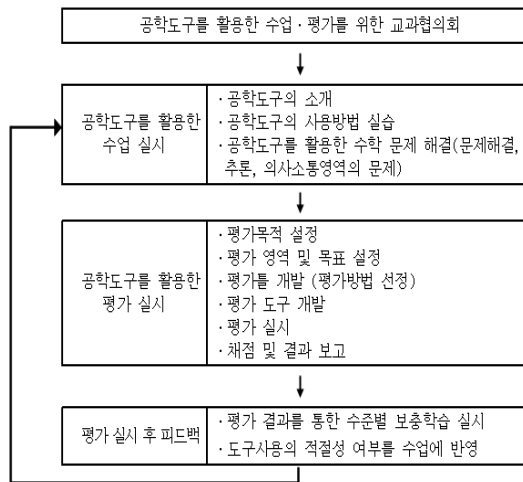 공학도구를 활용한 수업·평가를 위한 교과협의회
공학도구를 활용한
수업 실시
·공학도구의 소개
·공학도구의 사용방법 실습
·공학도구를 활용한 수학 문제 해결(문제해결,
추론, 의사소통영역의 문제)
공학도구를 활용한
평가 실시
·평가목적 설정
·평가 영역 및 목표 설정
·평가틀 개발 (평가방법 선정)
·평가 도구 개발
·평가 실시
·채점 및 결과 보고
평가 실시 후 피드백
·평가 결과를 통한 수준별 보충학습 실시
·도구사용의 적절성 여부를 수업에 반영